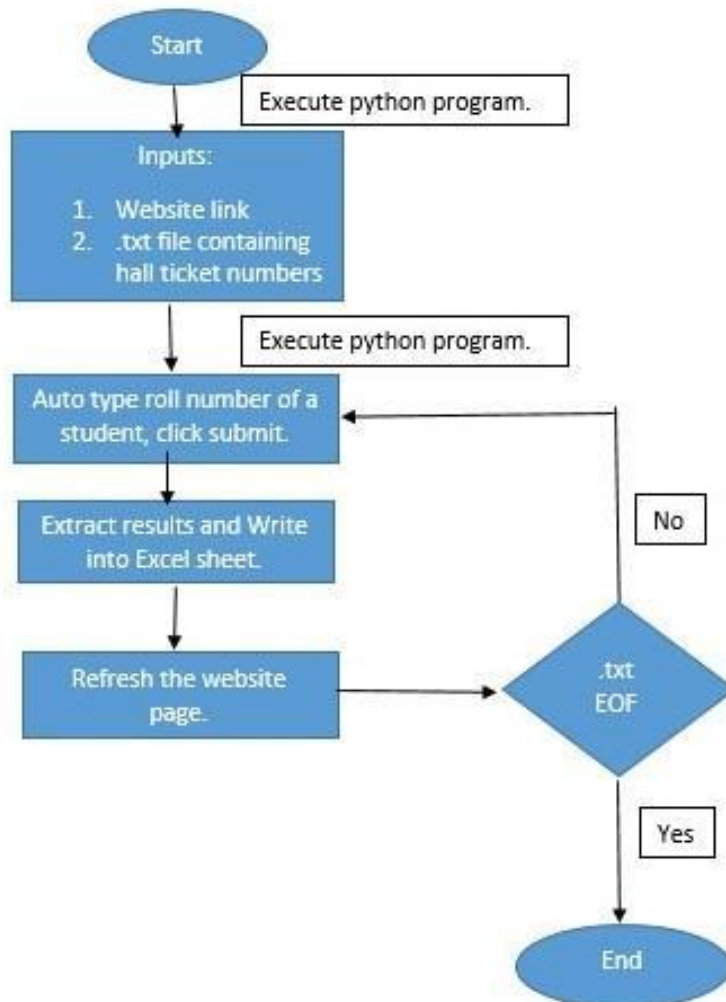 Start
Execute python program.
Inputs:
1. Website link
2. .txt file containing
hall ticket numbers
Execute python program.
Auto type roll number of a
student, click submit.
Extract results and Write
into Excel sheet.
Refresh the website
page.
.txt
EOF
No
Yes
End